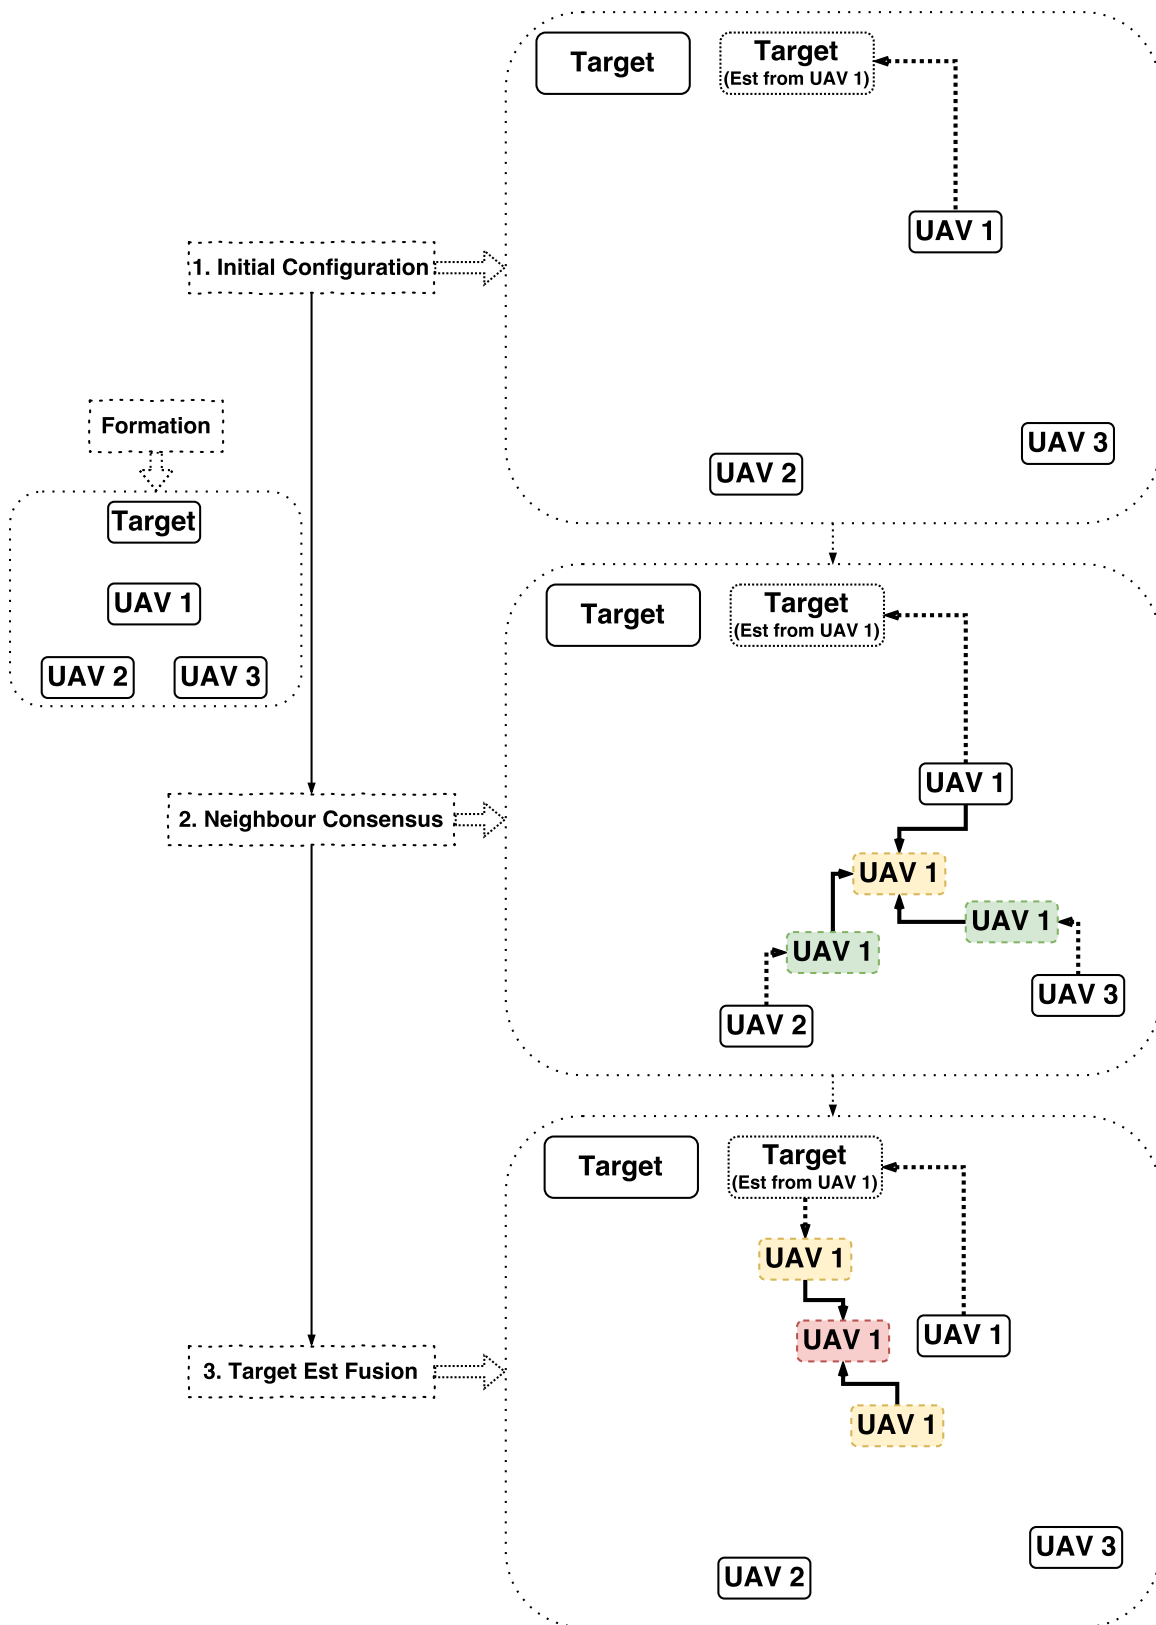 Target
Target
(Est from UAV 1)
UAV 1
1. Initial Configuration
UAV 3
UAV 2
Formation
Target
UAV 1
UAV 2
UAV 3
Target
Target
(Est from UAV 1)
UAV 1
2. Neighbour Consensus
UAV 1
UAV 1
UAV 1
UAV 3
UAV 2
Target
Target
(Est from UAV 1)
UAV 1
UAV 1
UAV 1
3. Target Est Fusion
UAV 1
UAV 3
UAV 2